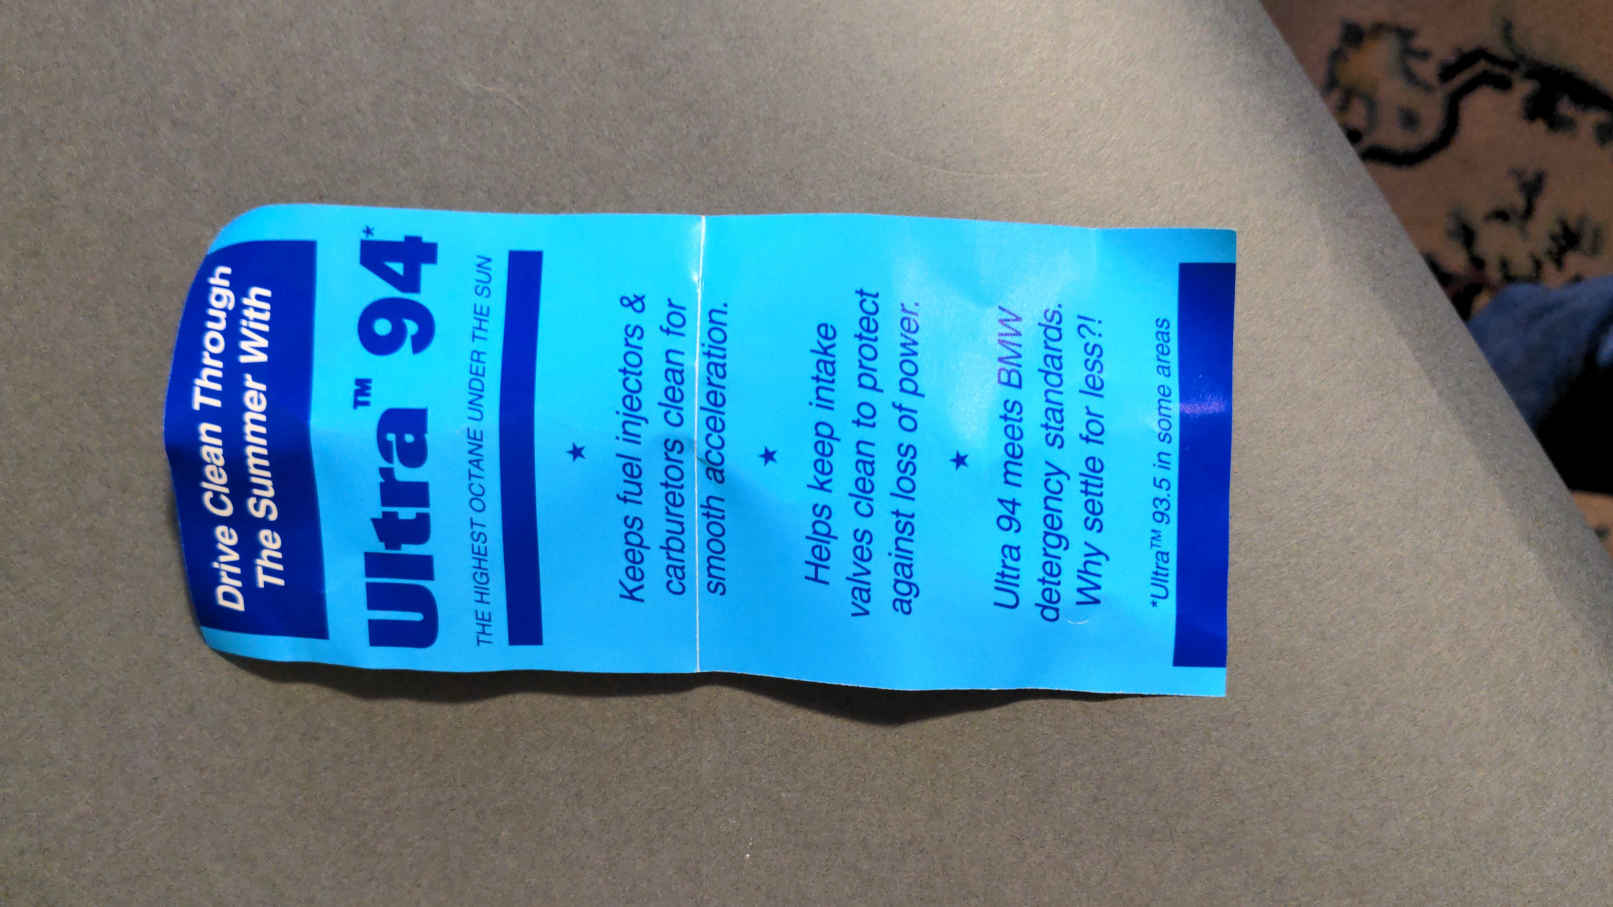 Drive Clean Through
The Summer With
Ultra™ 94*
THE HIGHEST OCTANE UNDER THE SUN
★
Keeps fuel injectors &
carburetors clean for
smooth acceleration.
★
Helps keep intake
valves clean to protect
against loss of power.
★
Ultra 94 meets BMW
detergency standards.
Why settle for less?!
*Ultra™ 93.5 in some areas